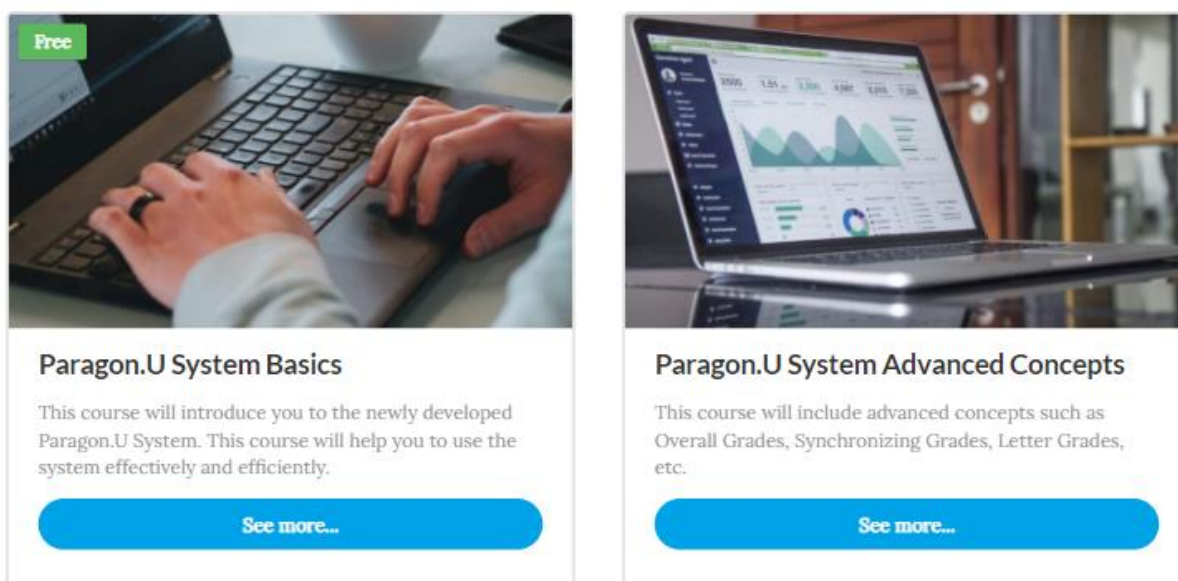 Free
Paragon.U System Basics
This course will introduce you to the newly developed
Paragon.U System. This course will help you to use the
system effectively and efficiently.
See more...
Paragon.U System Advanced Concepts
This course will include advanced concepts such as
Overall Grades, Synchronizing Grades, Letter Grades,
etc.
See more...